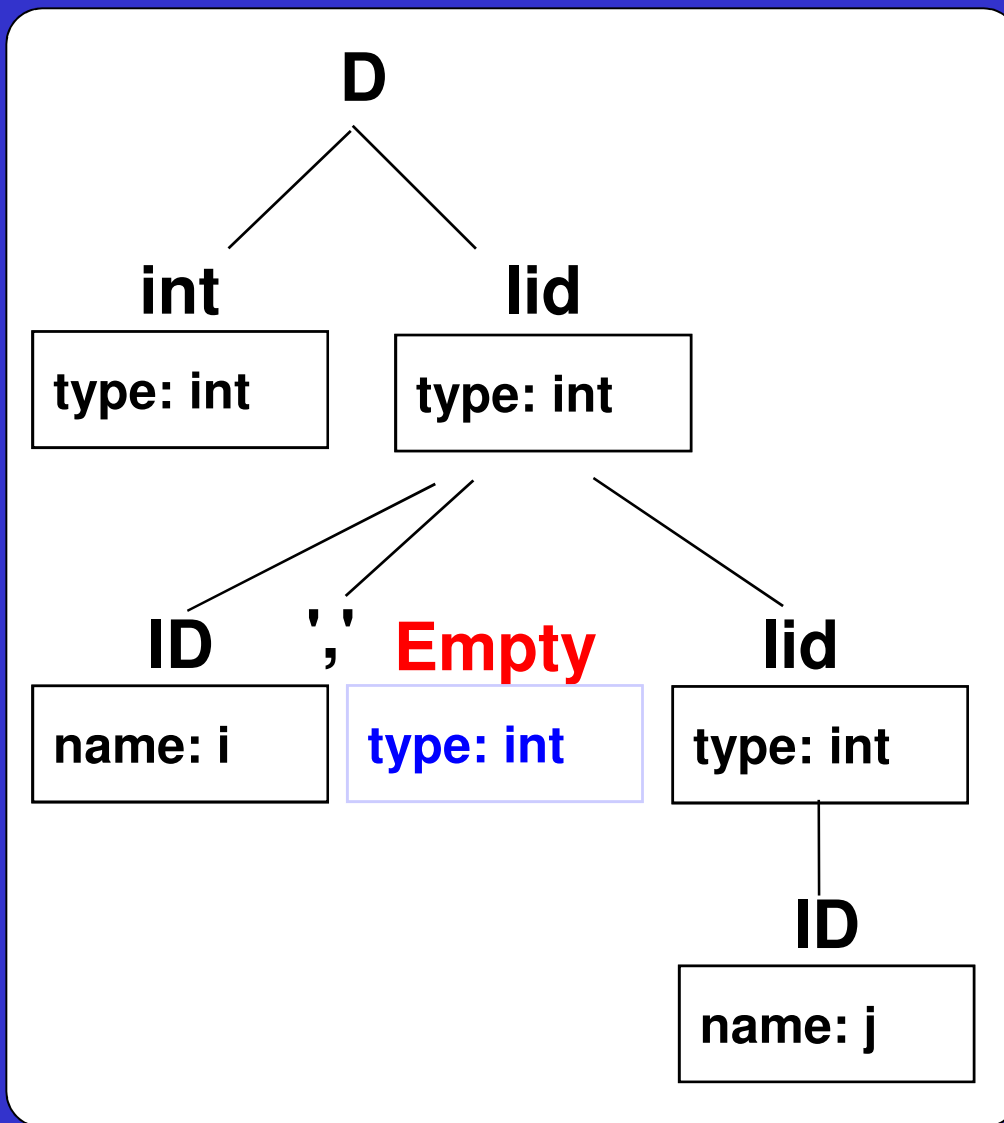 D
int lid
type: int type: int
ID ',' Empty lid
name: i type: int type: int
ID
name: j